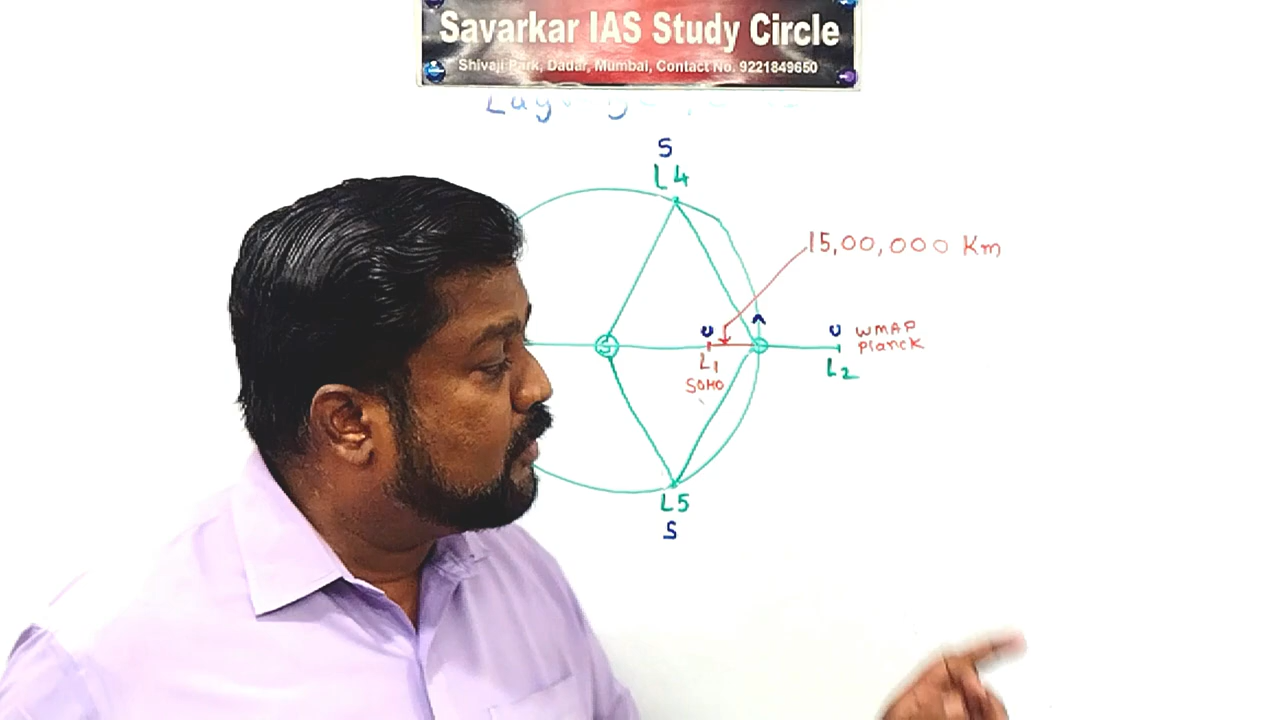 Savarkar IAS Study Circle
Shivaji Park, Dadar, Mumbai, Contact No. 9221849650
S
L4
15,00,000 Km
S
U
L1
SOHO
U
WMAP
Planck
L2
L5
S